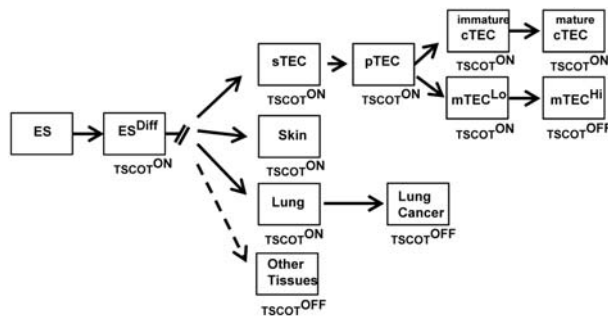 immature
cTEC
TSCOT^ON
mature
cTEC
TSCOT^ON
sTEC
TSCOT^ON
pTEC
TSCOT^ON
mTEC^Lo
TSCOT^ON
mTEC^Hi
TSCOT^OFF
ES
ES^Diff
TSCOT^ON
Skin
TSCOT^ON
Lung
TSCOT^ON
Lung
Cancer
TSCOT^OFF
Other
Tissues
TSCOT^OFF